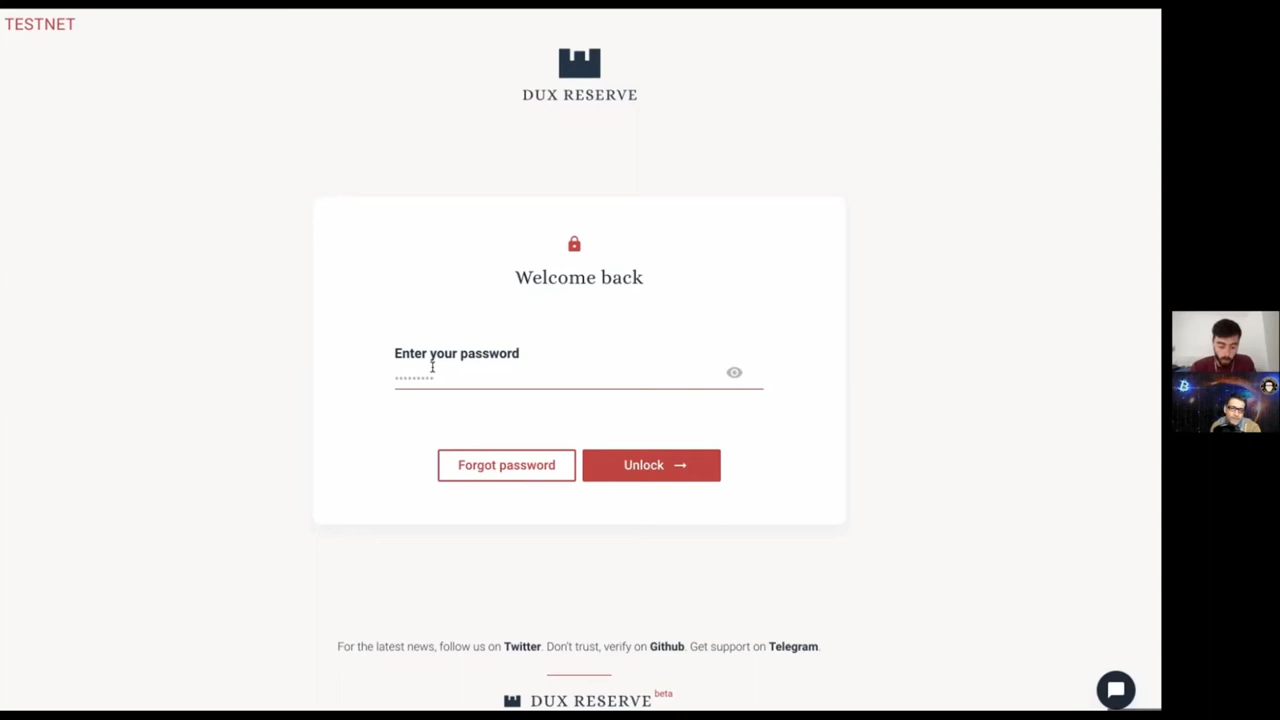 TESTNET
DUX RESERVE
Welcome back
Enter your password
Forgot password
Unlock →
For the latest news, follow us on Twitter. Don't trust, verify on Github. Get support on Telegram.
DUX RESERVE beta